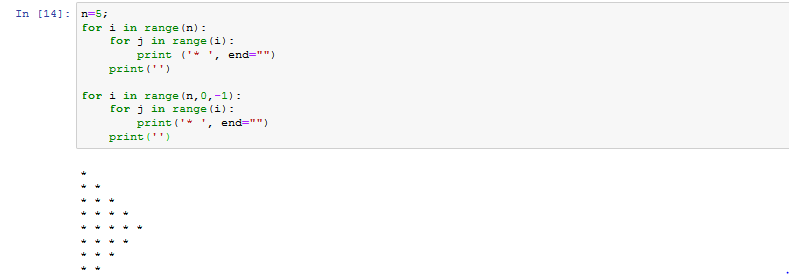 In [14]: n=5;
for i in range(n):
    for j in range(i):
        print ('* ', end="")
    print('')

for i in range(n,0,-1):
    for j in range(i):
        print('* ', end="")
    print('')

*
* *
* * *
* * * *
* * * * *
* * * *
* * *
* *